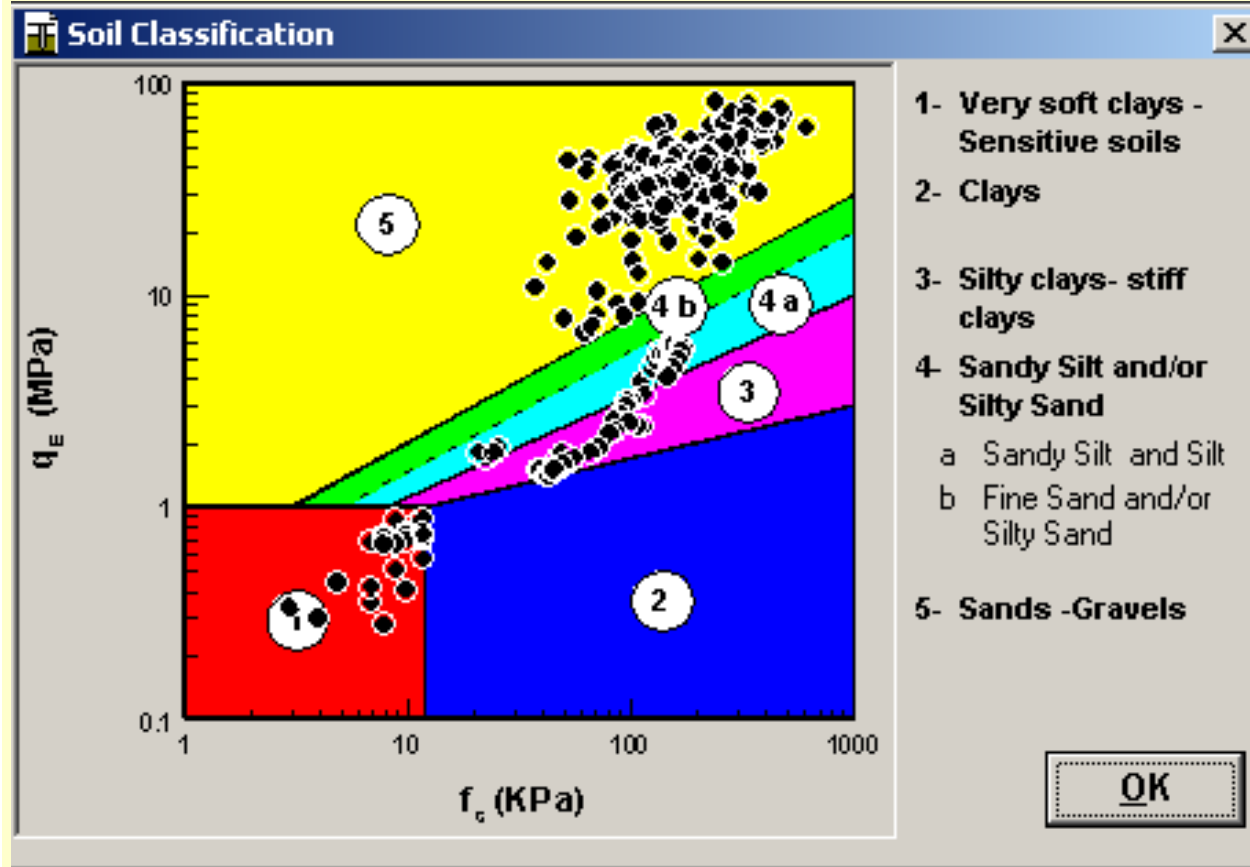 Soil Classification
100
10
1
0.1
1
10
100
1000
qE (MPa)
fs (KPa)
5
4 b
4 a
3
2
1
1- Very soft clays -
Sensitive soils
2- Clays
3- Silty clays- stiff
clays
4- Sandy Silt and/or
Silty Sand
a Sandy Silt and Silt
b Fine Sand and/or
Silty Sand
5- Sands -Gravels
OK